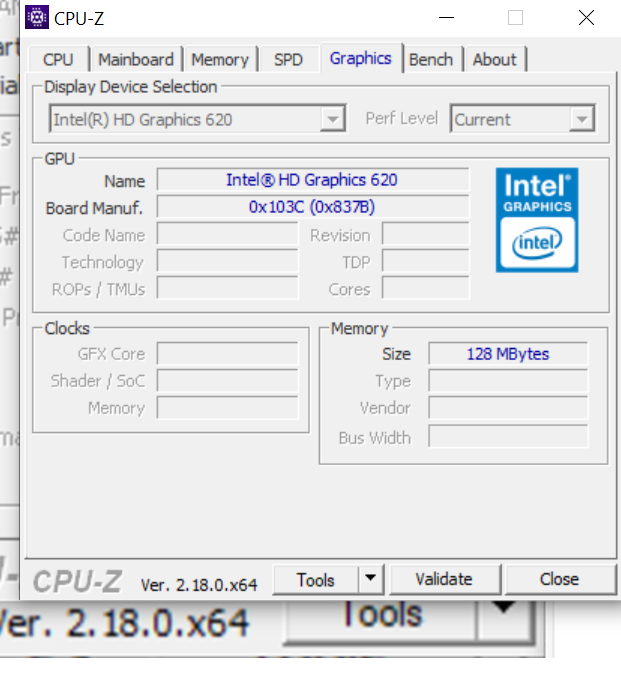 CPU-Z
CPU Mainboard Memory SPD Graphics Bench About
Display Device Selection
Intel(R) HD Graphics 620 Perf Level Current
GPU
Name Intel® HD Graphics 620
Board Manuf. 0x103C (0x837B)
Code Name Revision
Technology TDP
ROPs / TMUs Cores
intel® GRAPHICS
intel
Clocks
GFX Core
Shader / SoC
Memory
Memory
Size 128 MBytes
Type
Vendor
Bus Width
CPU-Z Ver. 2.18.0.x64 Tools Validate Close
Ver. 2.18.0.x64 Tools